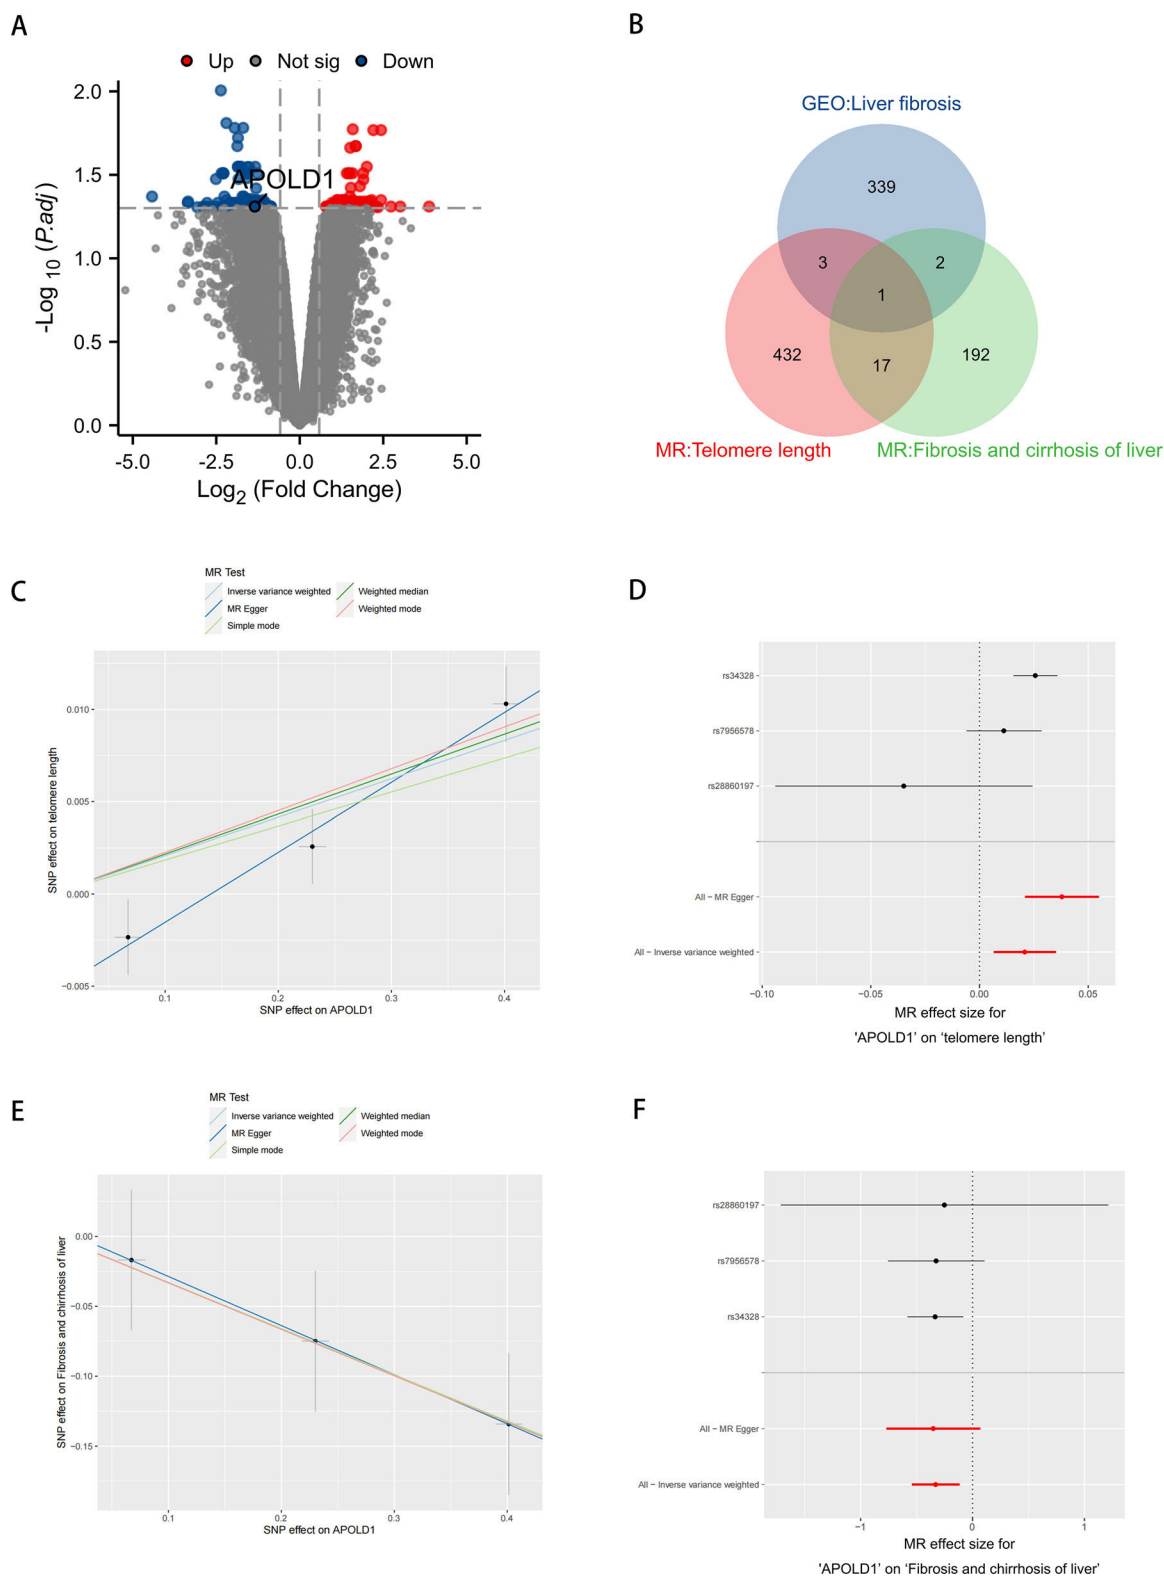 A
Up Not sig Down
2.0
1.5
1.0
0.5
0.0
-Log 10 (P.adj)
APOLD1
-5.0 -2.5 0.0 2.5 5.0
Log2 (Fold Change)
B
GEO:Liver fibrosis
339
3
2
1
432
17
192
MR:Telomere length
MR:Fibrosis and cirrhosis of liver
C
MR Test
Inverse variance weighted
MR Egger
Simple mode
Weighted median
Weighted mode
SNP effect on telomere length
0.010
0.005
0.000
−0.005
0.1 0.2 0.3 0.4
SNP effect on APOLD1
D
rs34328
rs7956578
rs28860197
All − MR Egger
All − Inverse variance weighted
−0.10 −0.05 0.00 0.05
MR effect size for
'APOLD1' on ‘telomere length’
E
MR Test
Inverse variance weighted
MR Egger
Simple mode
Weighted median
Weighted mode
SNP effect on Fibrosis and chirrhosis of liver
0.00
−0.05
−0.10
−0.15
0.1 0.2 0.3 0.4
SNP effect on APOLD1
F
rs28860197
rs7956578
rs34328
All − MR Egger
All − Inverse variance weighted
−1 0 1
MR effect size for
'APOLD1' on ‘Fibrosis and chirrhosis of liver’